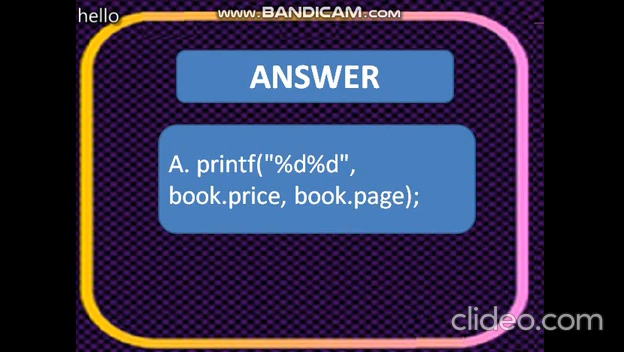 hello
www.BANDICAM.com
ANSWER
A. printf("%d%d",
book.price, book.page);
clideo.com